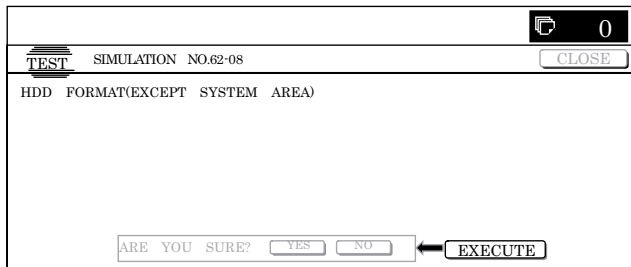 0
TEST SIMULATION NO.62-08 CLOSE
HDD FORMAT(EXCEPT SYSTEM AREA)
ARE YOU SURE? YES NO EXECUTE